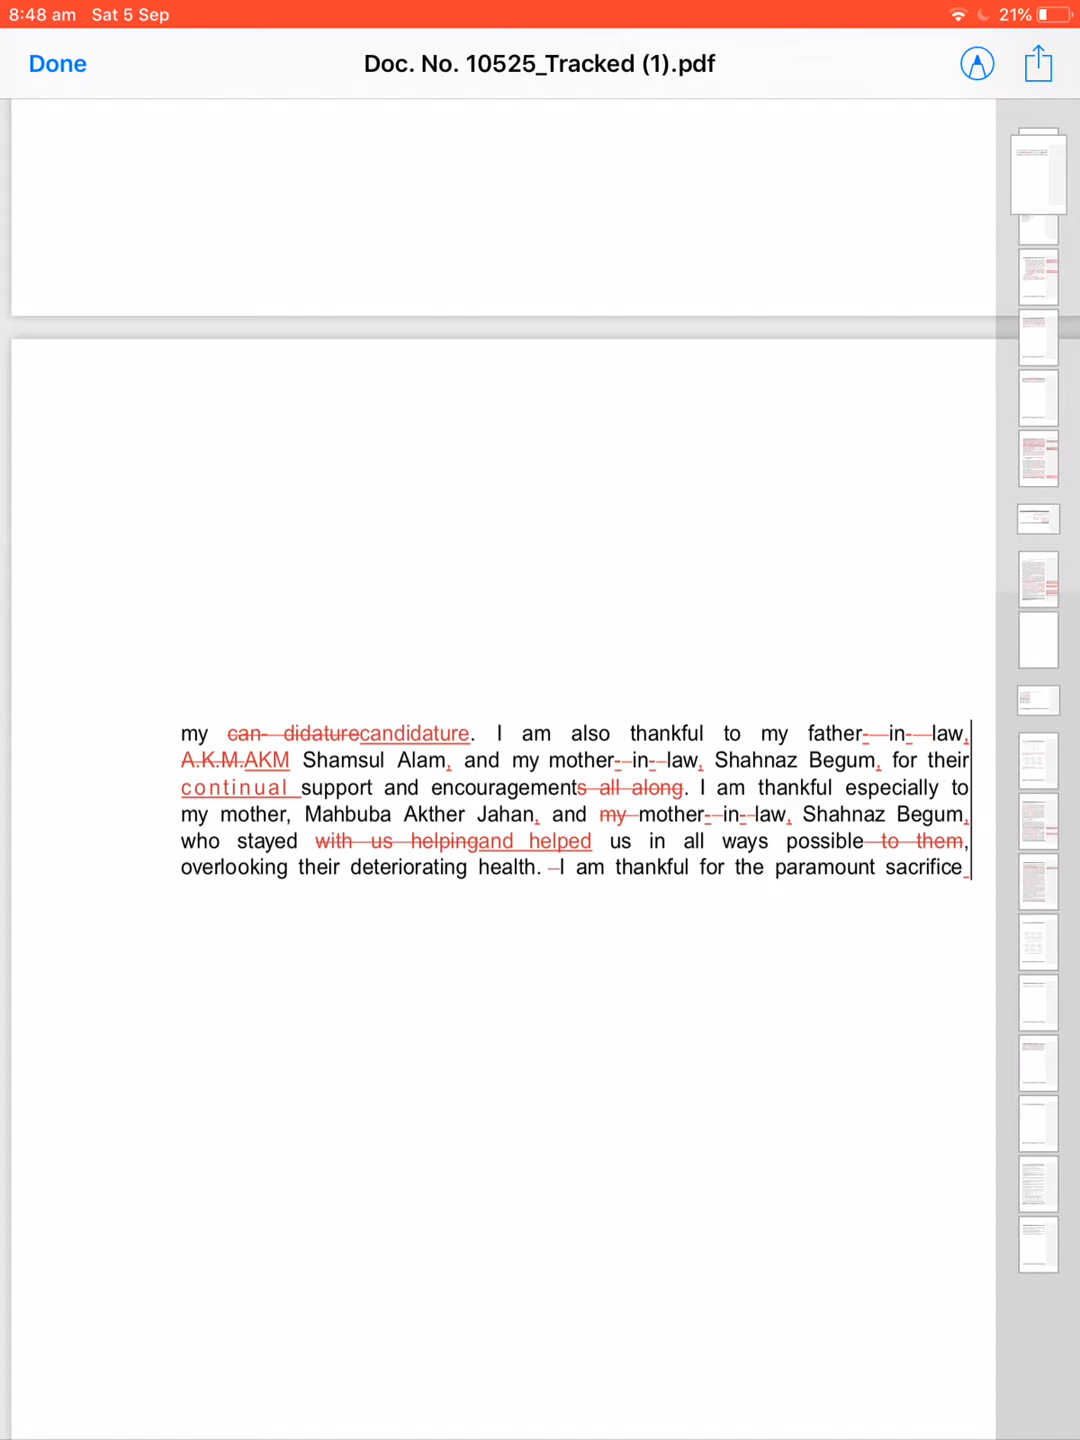 8:48 am Sat 5 Sep 21%
Done Doc. No. 10525_Tracked (1).pdf
my can- didaturecandidature. I am also thankful to my father- -in- -law,
A.K.M.AKM Shamsul Alam, and my mother--in--law, Shahnaz Begum, for their
continual support and encouragements all along. I am thankful especially to
my mother, Mahbuba Akther Jahan, and my mother--in--law, Shahnaz Begum,
who stayed with us helpingand helped us in all ways possible to them,
overlooking their deteriorating health. I am thankful for the paramount sacrifice